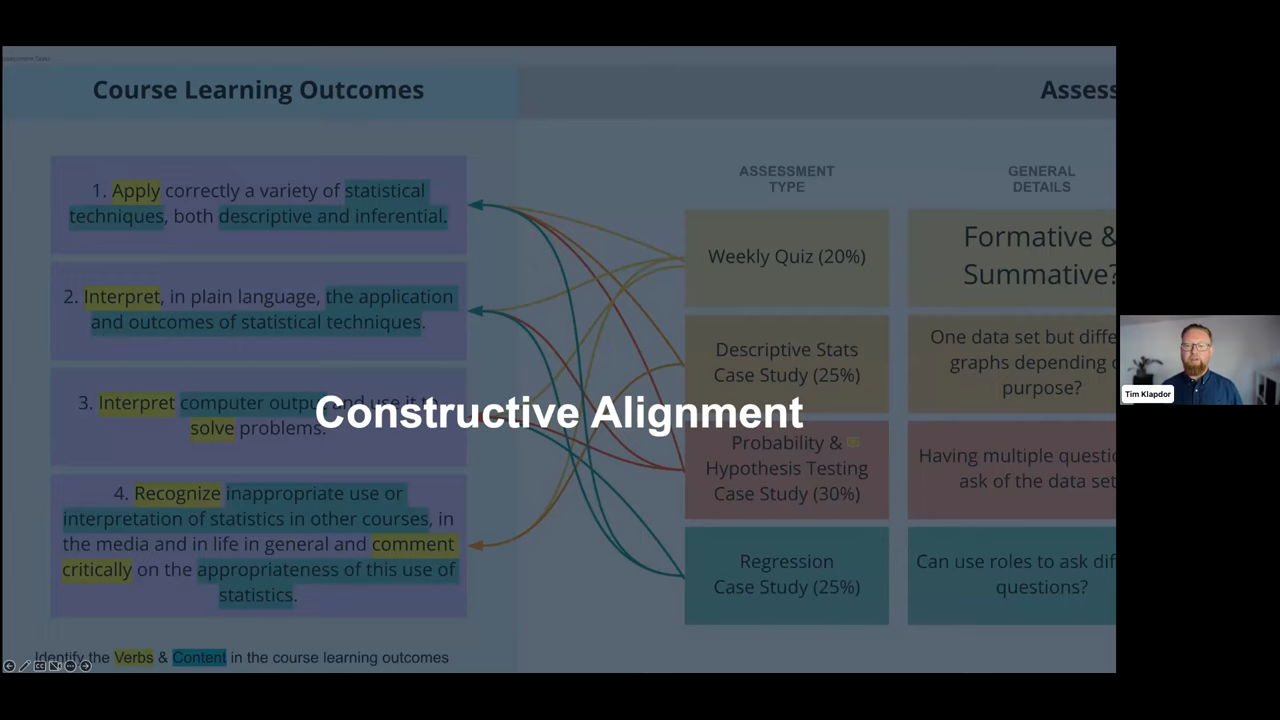 Course Learning Outcomes
Assess
1. Apply correctly a variety of statistical
techniques, both descriptive and inferential.
2. Interpret, in plain language, the application
and outcomes of statistical techniques.
3. Interpret computer output and use it to
solve problems.
4. Recognize inappropriate use or
interpretation of statistics in other courses, in
the media and in life in general and comment
critically on the appropriateness of this use of
statistics.
Identify the Verbs & Content in the course learning outcomes
Constructive Alignment
ASSESSMENT
TYPE
GENERAL
DETAILS
Weekly Quiz (20%)
Formative &
Summative?
Descriptive Stats
Case Study (25%)
One data set but diffe
graphs depending
purpose?
Probability &
Hypothesis Testing
Case Study (30%)
Having multiple questi
ask of the data set
Regression
Case Study (25%)
Can use roles to ask dif
questions?
Tim Klapdor